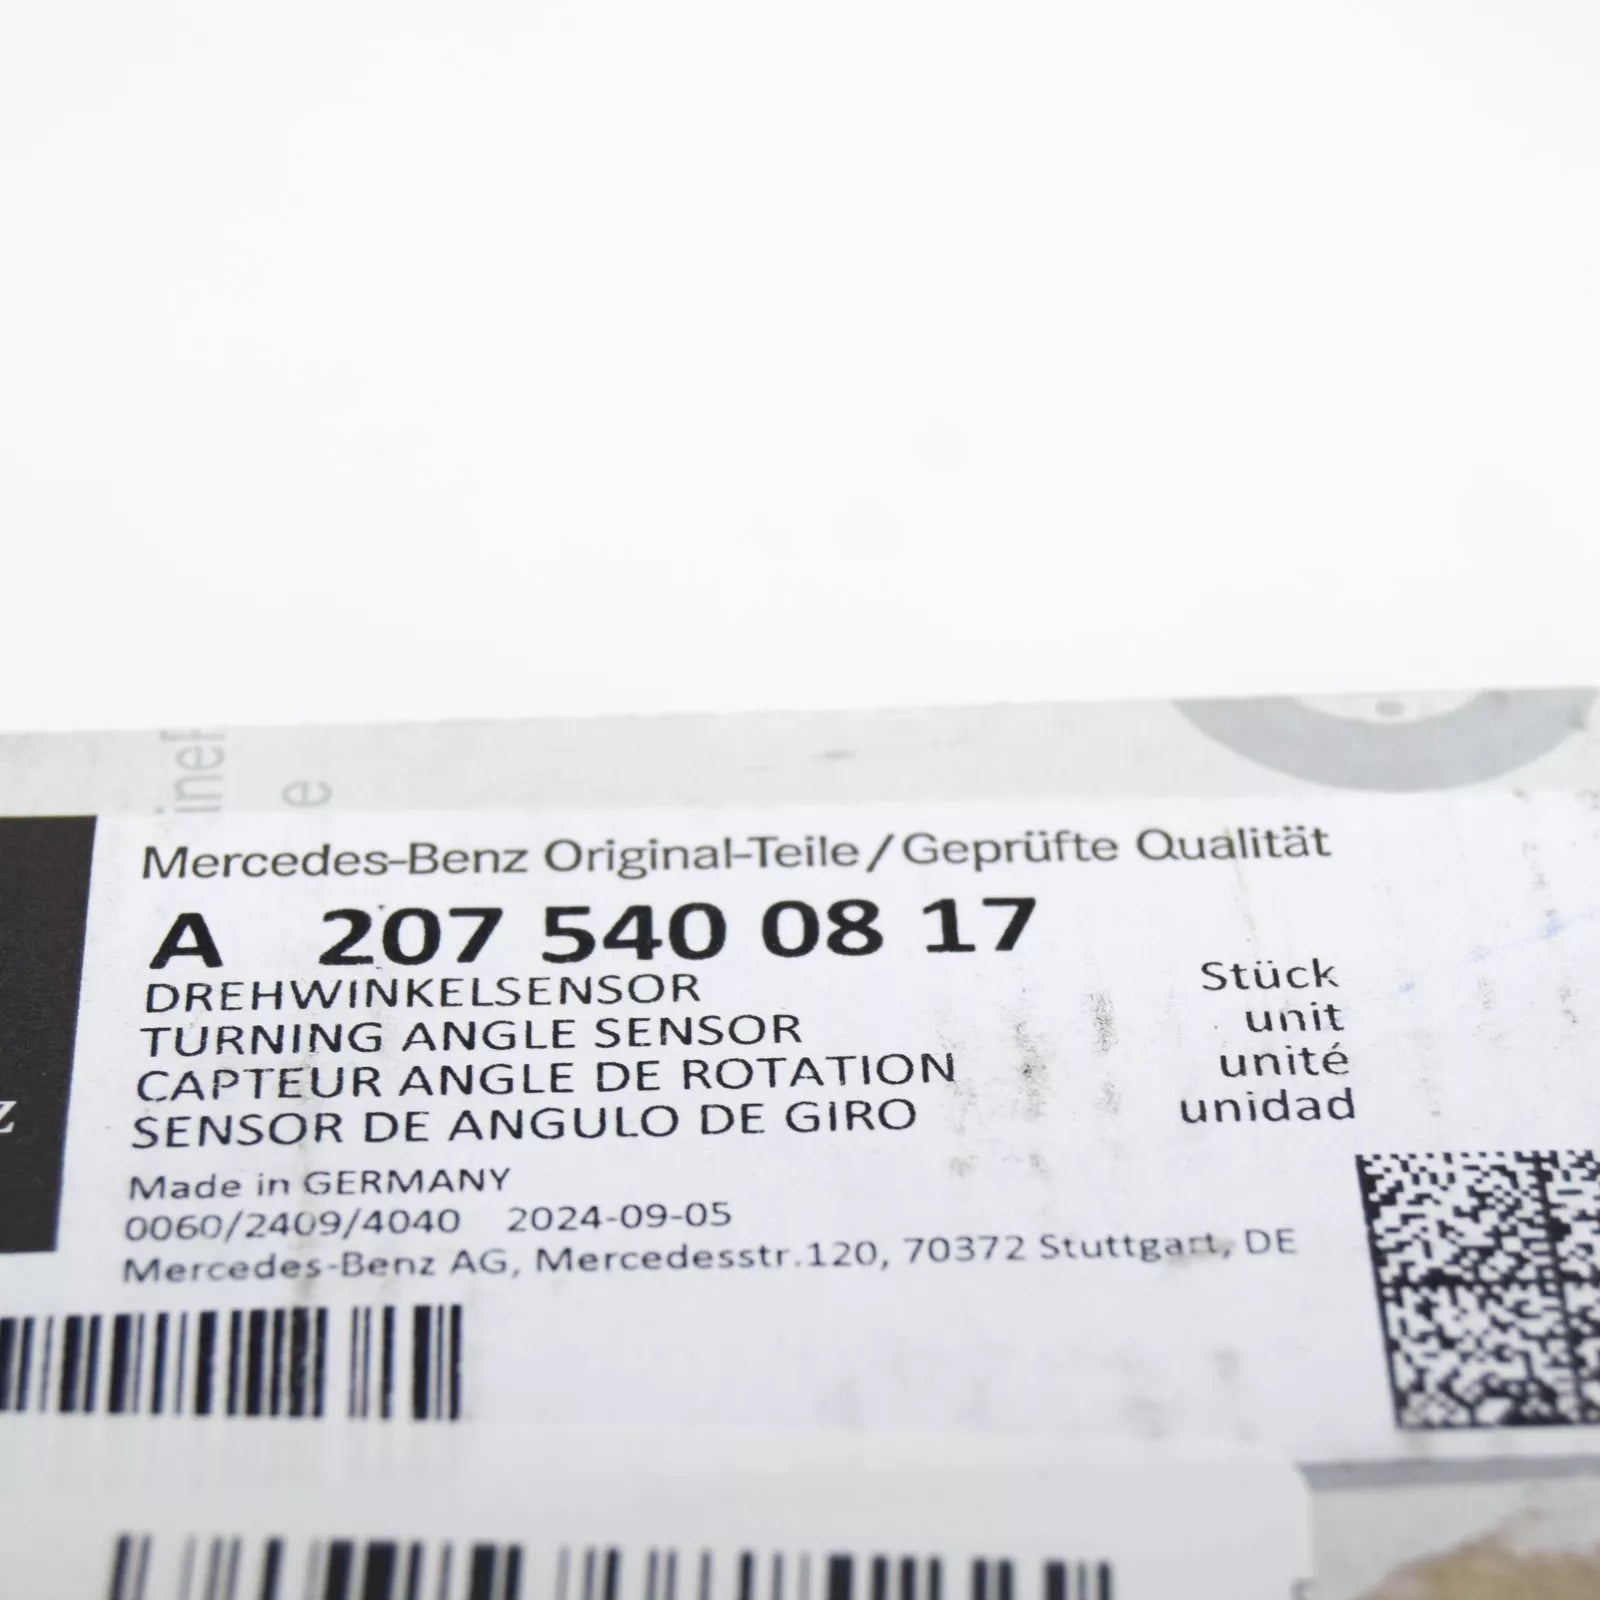 Mercedes-Benz Original-Teile/Geprüfte Qualität
A 207 540 08 17
DREHWINKELSENSOR
TURNING ANGLE SENSOR
CAPTEUR ANGLE DE ROTATION
SENSOR DE ANGULO DE GIRO
Stück
unit
unité
unidad
Made in GERMANY
0060/2409/4040 2024-09-05
Mercedes-Benz AG, Mercedesstr.120, 70372 Stuttgart, DE